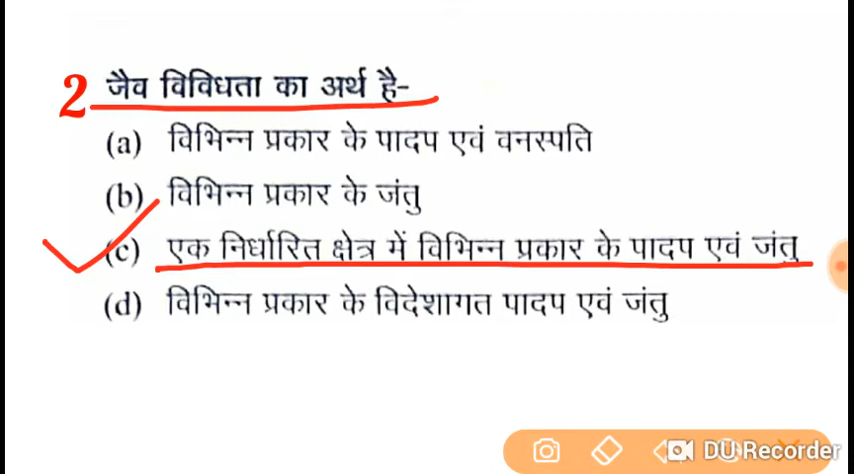 2 जैव विविधता का अर्थ है-
(a) विभिन्न प्रकार के पादप एवं वनस्पति
(b) विभिन्न प्रकार के जंतु
(c) एक निर्धारित क्षेत्र में विभिन्न प्रकार के पादप एवं जंतु
(d) विभिन्न प्रकार के विदेशागत पादप एवं जंतु
DU Recorder